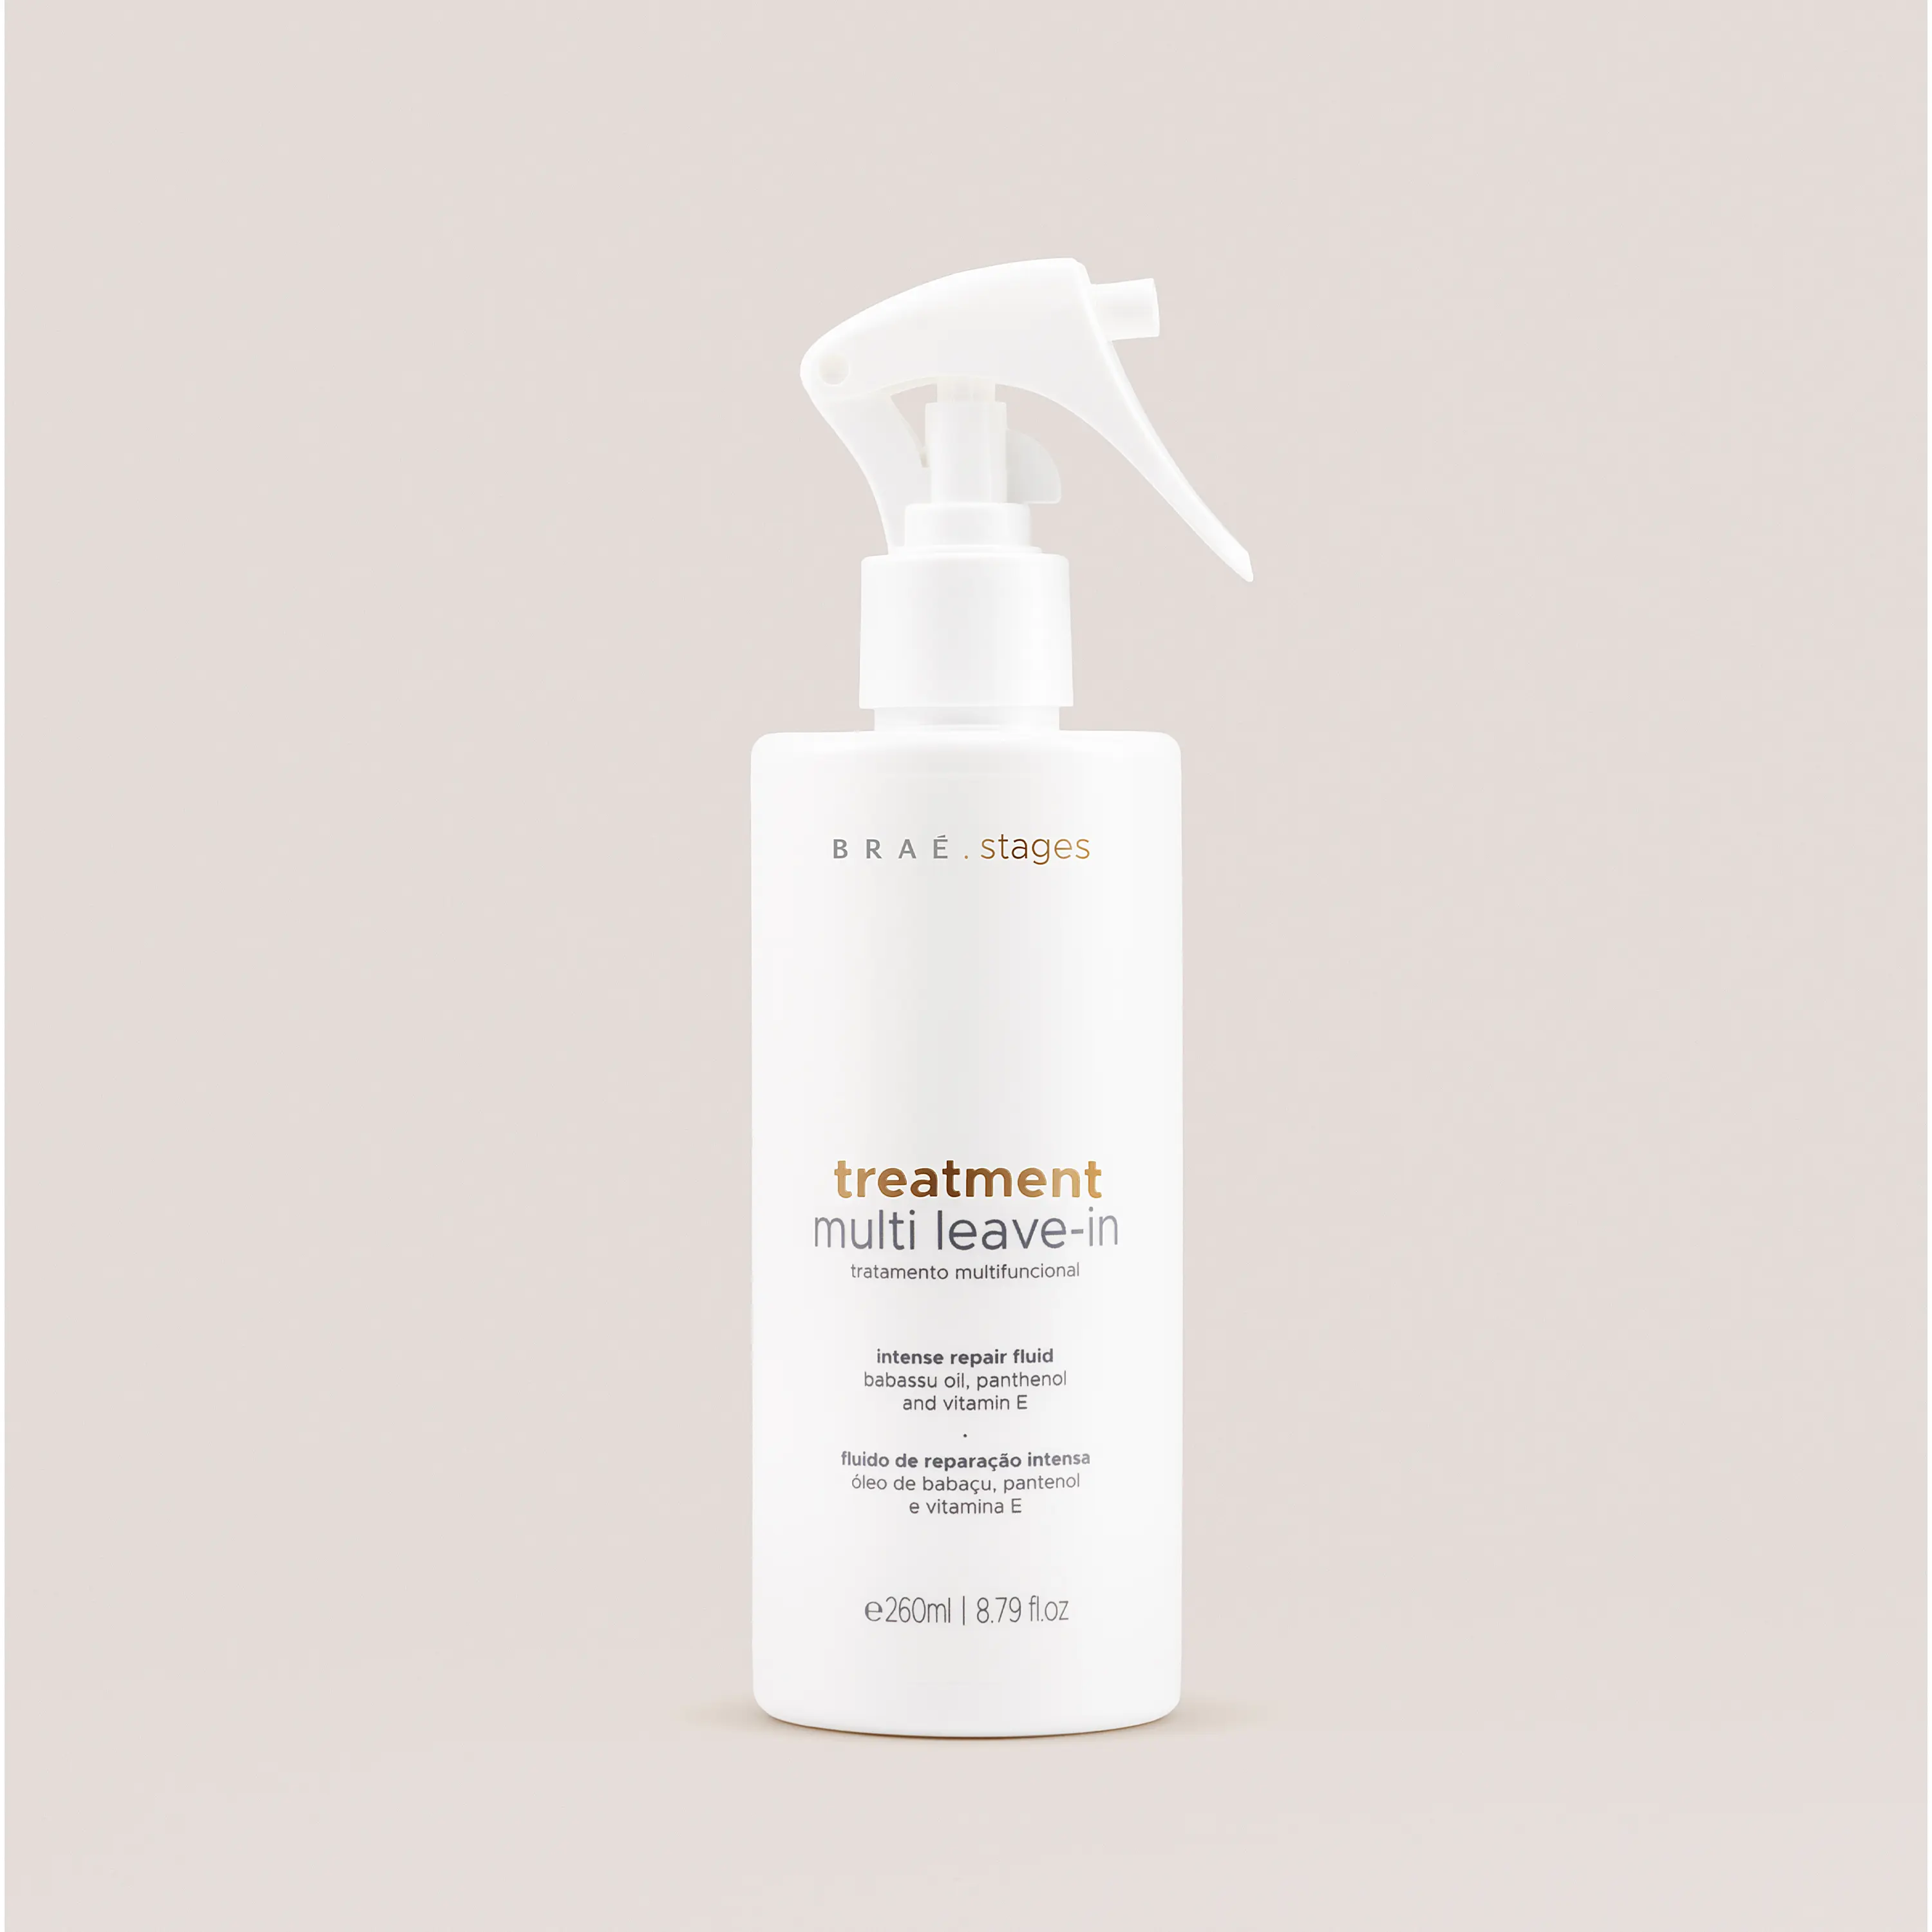 BRAÉ.stages
treatment
multi leave-in
tratamento multifuncional
intense repair fluid
babassu oil, panthenol
and vitamin E
.
fluido de reparação intensa
óleo de babaçu, pantenol
e vitamina E
℮260ml | 8.79 fl.oz